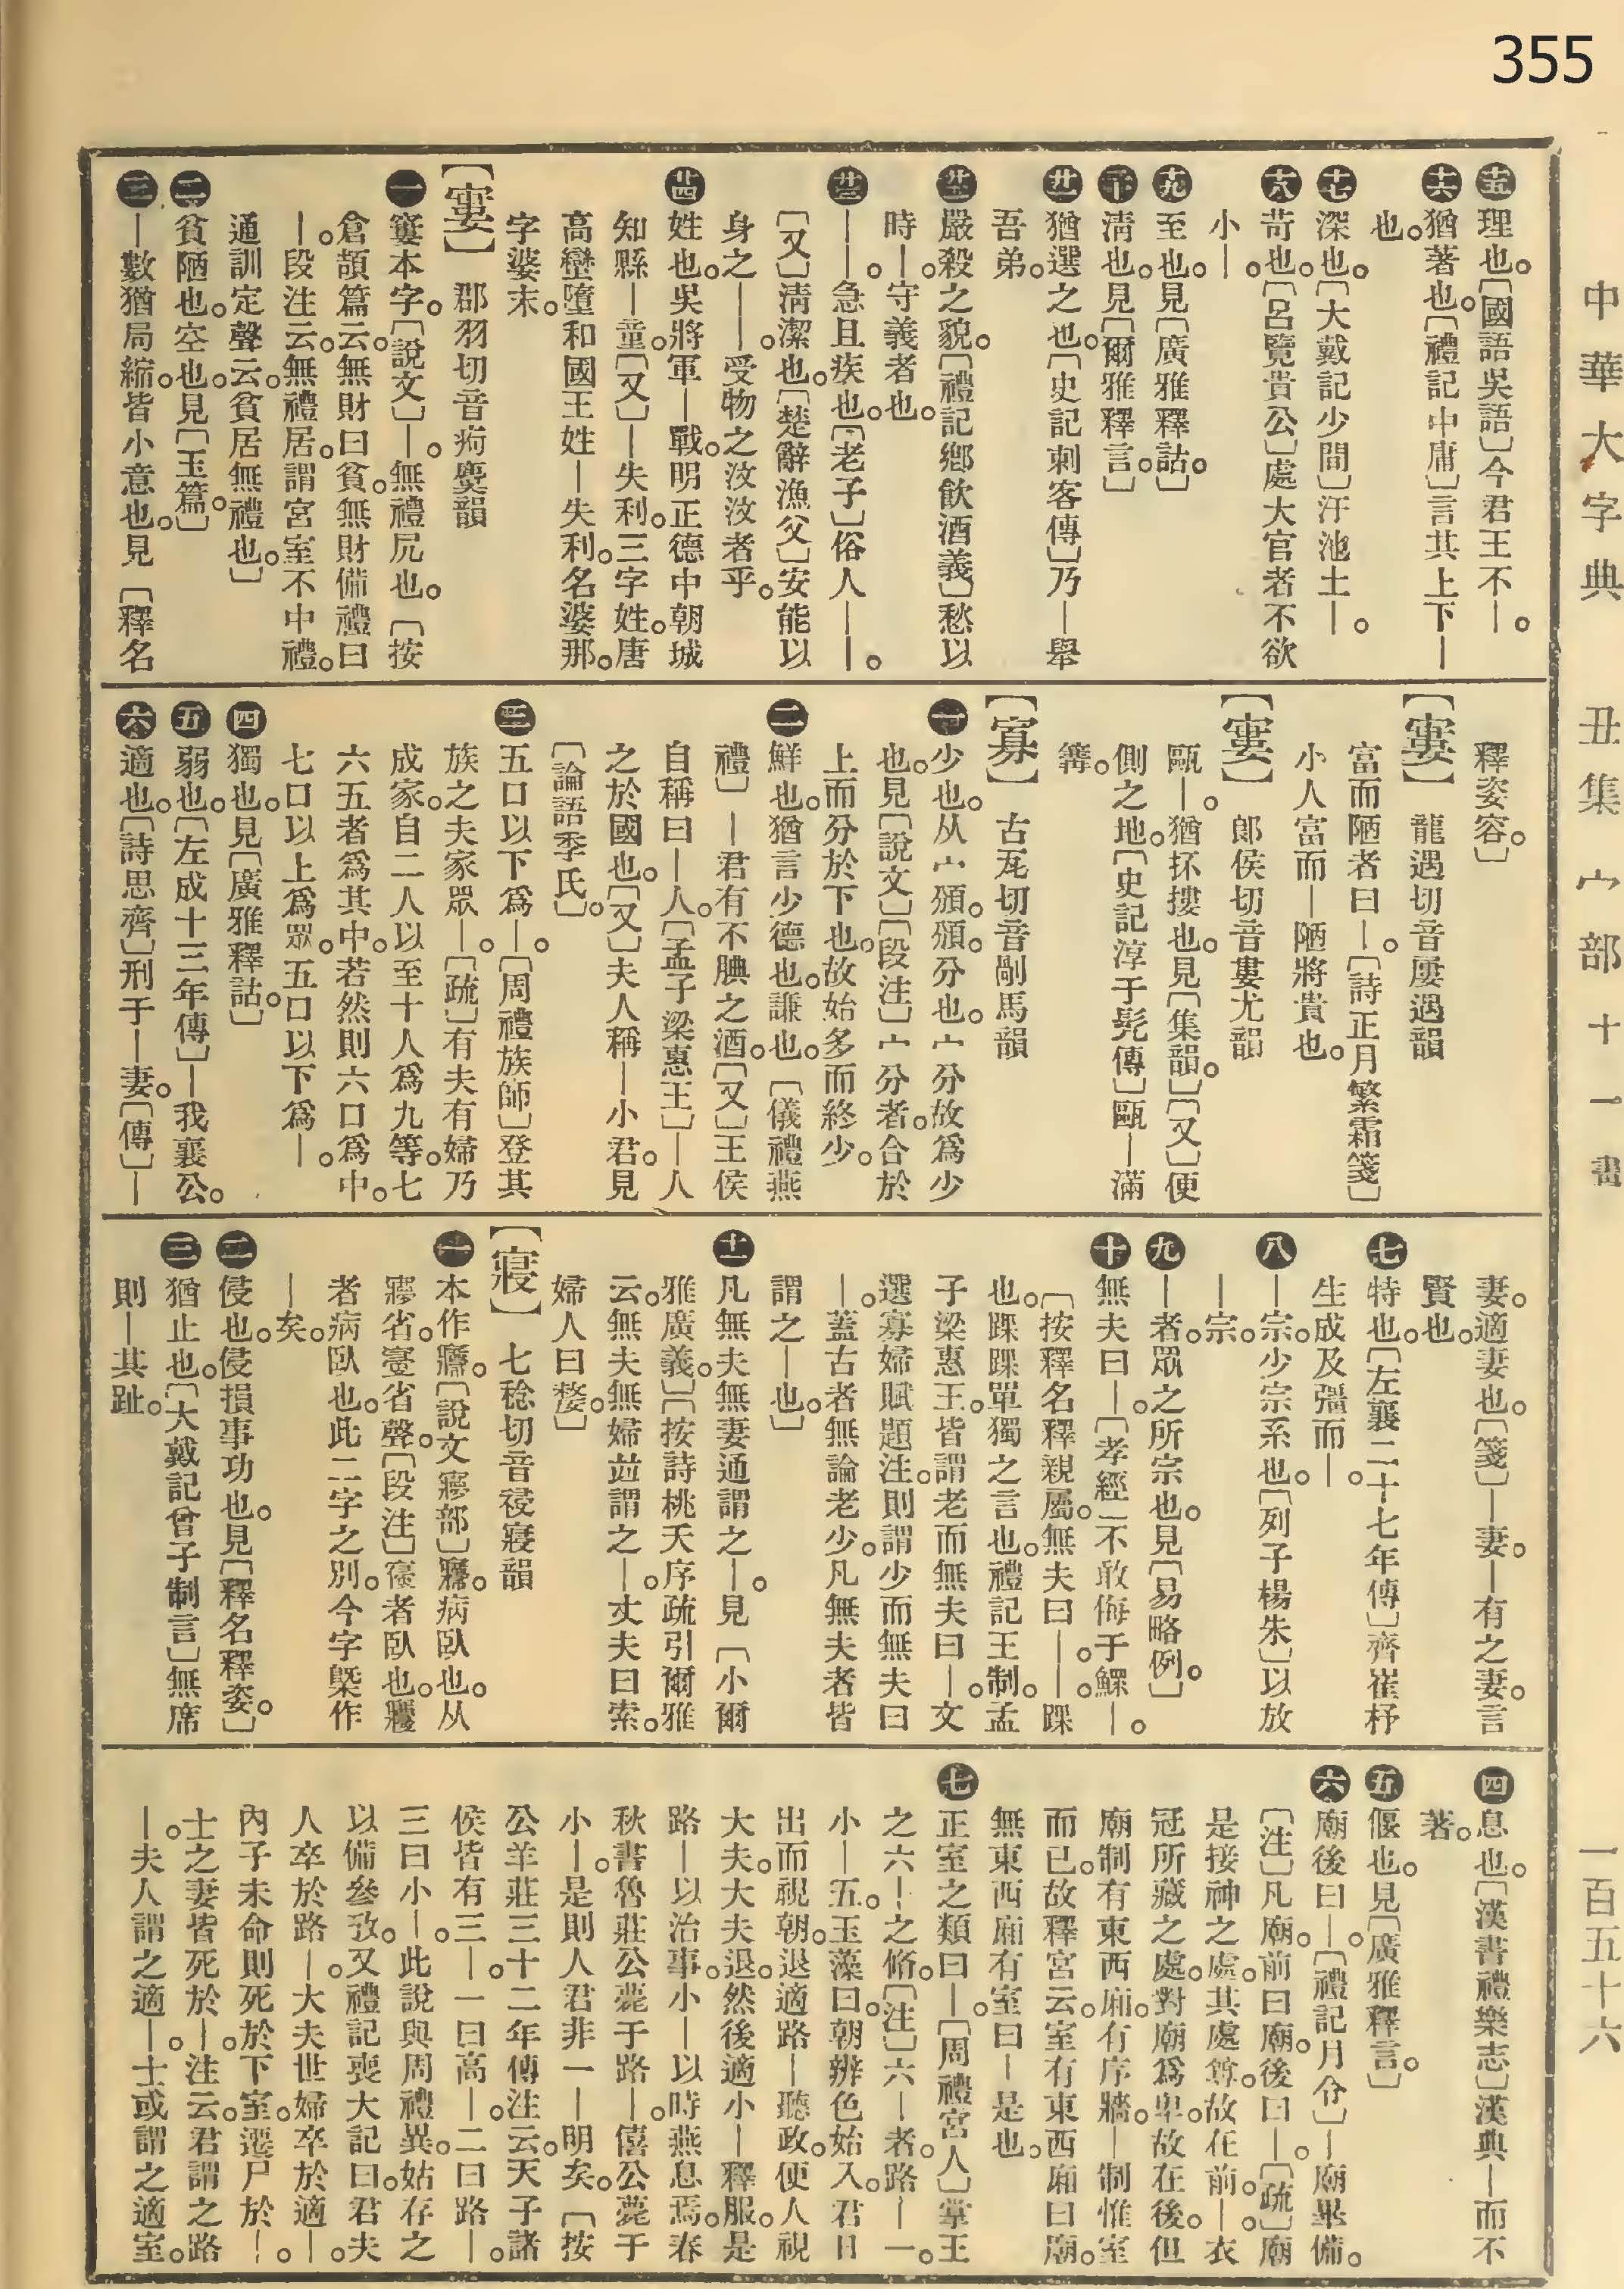 355
中華大字典　丑集宀部十一畫　一百五十六
十五 理也。〔國語吳語〕今君王不｜。
十六 猶著也。〔禮記中庸〕言其上下｜
也。
十七 深也。〔大戴記少間〕汙池土｜。
十八 苛也。〔呂覽貴公〕處大官者不欲
小｜。
十九 至也。見〔廣雅釋詁。〕
二十 淸也。見〔爾雅釋言。〕
廿一 猶選之也。〔史記刺客傳〕乃｜舉
吾弟。
廿二 嚴殺之貌。〔禮記鄕飮酒義〕愁以
時｜。守義者也。
廿三 ｜｜。急且疾也。〔老子〕俗人｜｜。
〔又〕淸潔也。〔楚辭漁父〕安能以
身之｜｜。受物之汶汶者乎。
廿四 姓也。吳將軍｜戰。明正德中朝城
知縣｜童。〔又〕｜失利。三字姓。唐
高巒墮和國王姓｜失利。名婆那。
字婆末。
【寠】　郡羽切音痀麌韻
一 窶本字。〔說文〕｜。無禮凥也。〔按
倉頡篇云。無財曰貧。無財備禮曰
｜。段注云。無禮居。謂宮室不中禮。
通訓定聲云。貧居無禮也。〕
二 貧陋也。空也。見〔玉篇。〕
三 ｜數猶局縮。皆小意也。見〔釋名
釋姿容。〕
【寠】　龍遇切音屢遇韻
富而陋者曰｜。〔詩正月繁霜箋〕
小人富而｜陋將貴也。
【寠】　郎侯切音婁尤韻
甌｜。猶抔摟也。見〔集韻。〕〔又〕便
側之地。〔史記淳于髡傳〕甌｜滿
篝。
【寡】　古瓦切音剮馬韻
一 少也。从宀頒。頒。分也。宀分故爲少
也。見〔說文〕〔段注〕宀分者。合於
上而分於下也。故始多而終少。
二 鮮也。猶言少德也。謙也。〔儀禮燕
禮〕｜君有不腆之酒。〔又〕王侯
自稱曰｜人。〔孟子梁惠王〕｜人
之於國也。〔又〕夫人稱｜小君。見
〔論語季氏。〕
三 五口以下爲｜。〔周禮族師〕登其
族之夫家眾｜。〔疏〕有夫有婦乃
成家。自二人以至十人爲九等。七
六五者爲其中。若然則六口爲中。
七口以上爲眾。五口以下爲｜。
四 獨也。見〔廣雅釋詁。〕
五 弱也。〔左成十三年傳〕｜我襄公。
六 適也。〔詩思齊〕刑于｜妻。〔傳〕｜
妻。適妻也。〔箋〕｜妻。｜有之妻。言
賢也。
七 特也。〔左襄二十七年傳〕齊崔杼
生成及彊而｜。
八 ｜宗。少宗系也。〔列子楊朱〕以放
｜宗。
九 ｜者。眾之所宗也。見〔易略例。〕
十 無夫曰｜。〔孝經〕不敢侮于鰥｜。
〔按釋名釋親屬。無夫曰｜。｜。踝
也。踝踝單獨之言也。禮記王制。孟
子梁惠王。皆謂老而無夫曰｜。文
選寡婦賦題注。則謂少而無夫曰
｜。蓋古者無論老少。凡無夫者皆
謂之｜也。〕
十一 凡無夫無妻通謂之｜。見〔小爾
雅廣義。〕〔按詩桃夭序疏引爾雅
云。無夫無婦竝謂之｜。丈夫曰索。
婦人曰嫠。〕
【寑】　七稔切音寖寑韻
一 本作㝲。〔說文㝱部〕㝲。病臥也。从
㝱省。㝲省聲。〔段注〕寑者臥也。㝲
者病臥也。此二字之別。今字槩作
｜矣。
二 侵也。侵損事功也。見〔釋名釋姿。〕
三 猶止也。〔大戴記曾子制言〕無席
則｜其趾。
四 息也。〔漢書禮樂志〕漢典｜而不
著。
五 偃也。見〔廣雅釋言。〕
六 廟後曰｜。〔禮記月令〕｜廟畢備。
〔注〕凡廟。前曰廟。後曰｜。〔疏〕廟
是接神之處。其處尊。故在前。｜。衣
冠所藏之處。對廟爲卑。故在後。但
廟制有東西廂。有序牆。｜制惟室
而已。故釋宮云。室有東西廂曰廟。
無東西廂有室曰｜是也。
七 正室之類曰｜。〔周禮宮人〕掌王
之六｜之脩。〔注〕六｜者。路｜一。
小｜五。玉藻曰。朝辨色始入。君日
出而視朝。退適路｜聽政。使人視
大夫。大夫退。然後適小｜釋服。是
路｜以治事。小｜以時燕息焉。春
秋書魯莊公薨于路｜。僖公薨于
小｜。是則人君非一｜明矣。〔按
公羊莊三十二年傳注云。天子諸
侯皆有三｜。一曰高｜。二曰路｜。
三曰小｜。此說與周禮異。姑存之
以備參攷。又禮記喪大記曰。君夫
人卒於路｜。大夫世婦卒於適｜。
內子未命則死於下室。遷尸於｜。
士之妻皆死於｜。注云。君謂之路
｜。夫人謂之適｜。士或謂之適室。